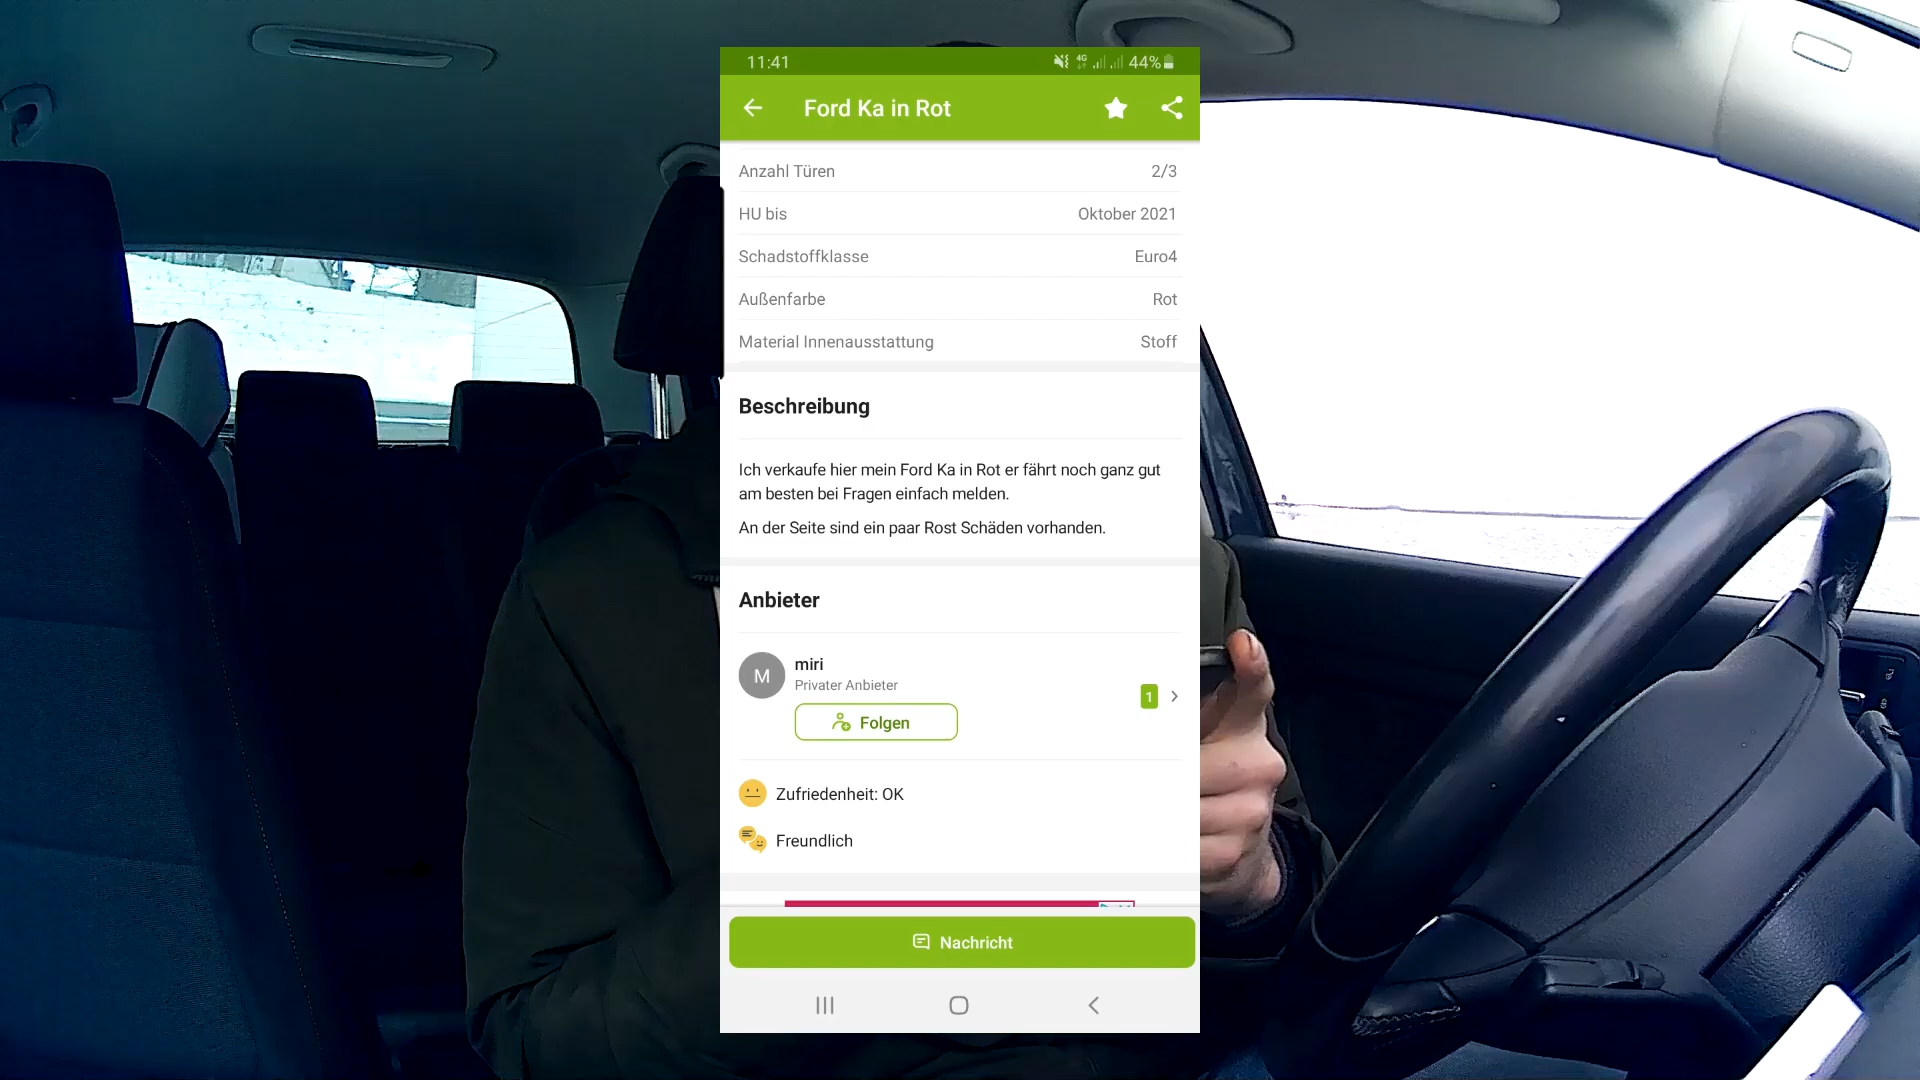 11:41
4G
44%
Ford Ka in Rot
Anzahl Türen 2/3
HU bis Oktober 2021
Schadstoffklasse Euro4
Außenfarbe Rot
Material Innenausstattung Stoff
Beschreibung
Ich verkaufe hier mein Ford Ka in Rot er fährt noch ganz gut
am besten bei Fragen einfach melden.
An der Seite sind ein paar Rost Schäden vorhanden.
Anbieter
M
miri
Privater Anbieter
1
Folgen
Zufriedenheit: OK
Freundlich
Nachricht